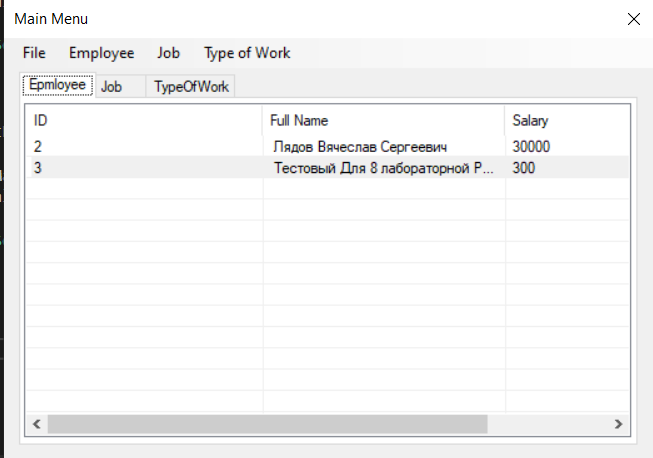 Main Menu
File Employee Job Type of Work
Epmloyee Job TypeOfWork
ID Full Name Salary
2 Лядов Вячеслав Сергеевич 30000
3 Тестовый Для 8 лабораторной Р... 300